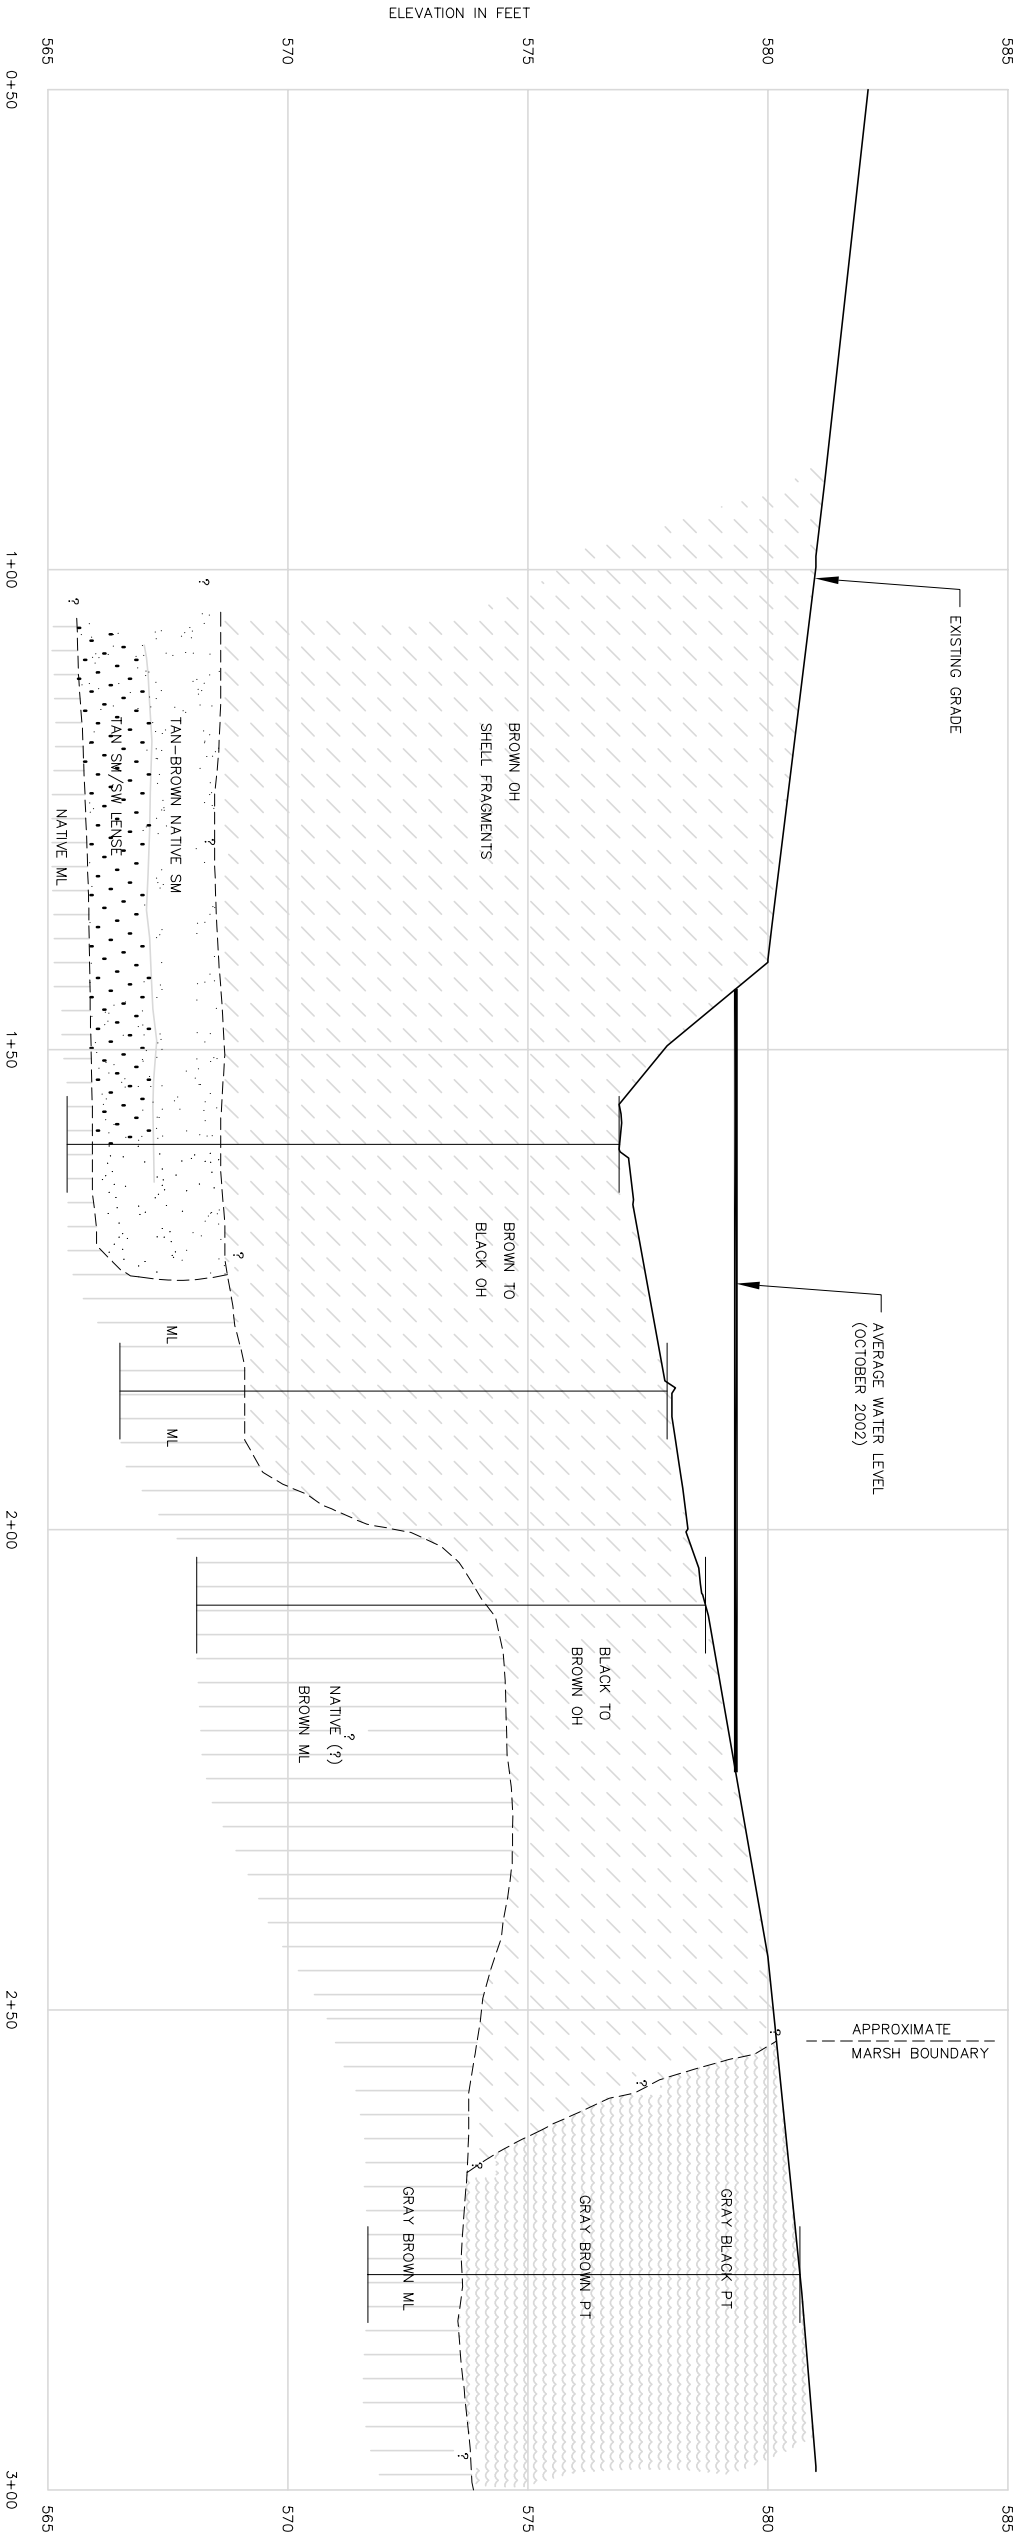 ELEVATION IN FEET
585
580
575
570
565
0+50
1+00
1+50
2+00
2+50
3+00
585
580
575
570
565
EXISTING GRADE
AVERAGE WATER LEVEL
(OCTOBER 2002)
APPROXIMATE
MARSH BOUNDARY
BROWN OH
SHELL FRAGMENTS
BROWN TO
BLACK OH
BLACK TO
BROWN OH
GRAY BLACK PT
GRAY BROWN PT
GRAY BROWN ML
NATIVE (?)
BROWN ML
?
ML
ML
TAN-BROWN NATIVE SM
TAN SM/SW LENSE
NATIVE ML
?
?
?
?
?
?
?
?